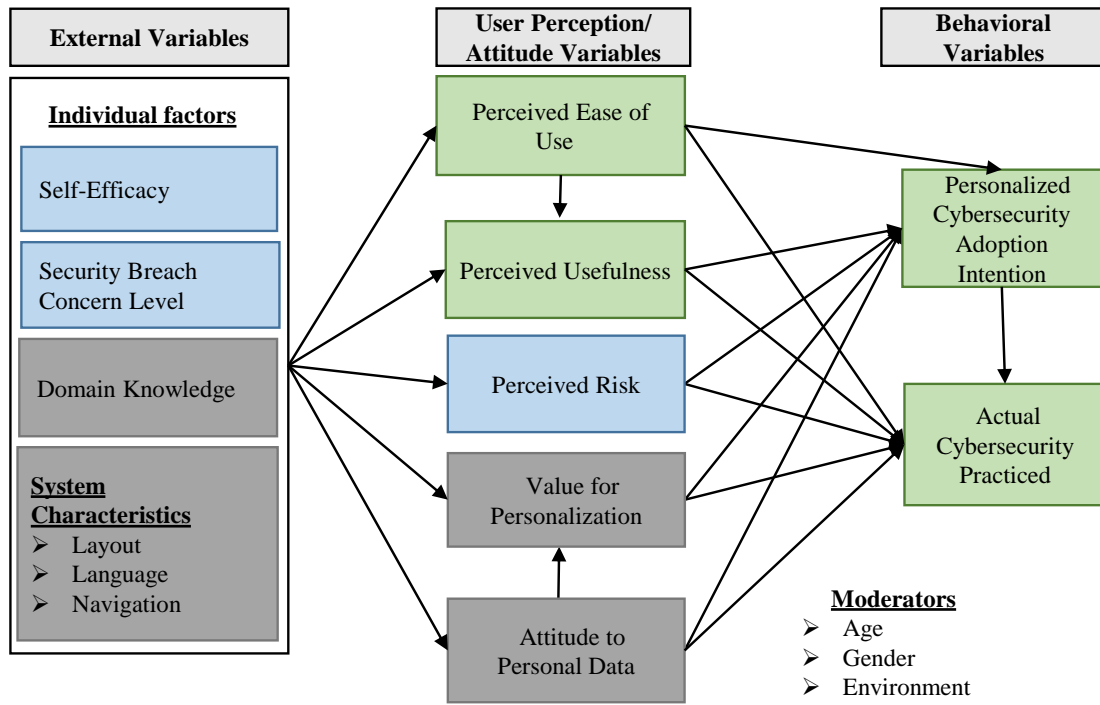 External Variables
User Perception/
Attitude Variables
Behavioral
Variables
Individual factors
Self-Efficacy
Security Breach
Concern Level
Domain Knowledge
System
Characteristics
➢ Layout
➢ Language
➢ Navigation
Perceived Ease of
Use
Perceived Usefulness
Perceived Risk
Value for
Personalization
Attitude to
Personal Data
Personalized
Cybersecurity
Adoption
Intention
Actual
Cybersecurity
Practiced
Moderators
➢ Age
➢ Gender
➢ Environment